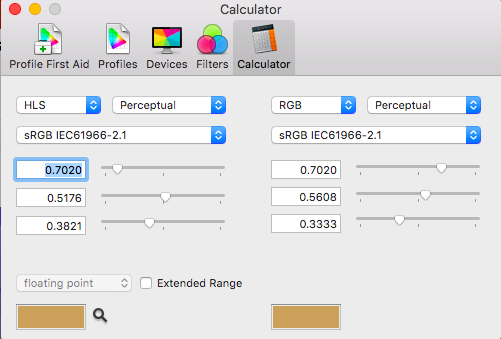 Calculator
Profile First Aid Profiles Devices Filters Calculator
HLS Perceptual RGB Perceptual
sRGB IEC61966-2.1 sRGB IEC61966-2.1
0.7020 0.7020
0.5176 0.5608
0.3821 0.3333
floating point Extended Range